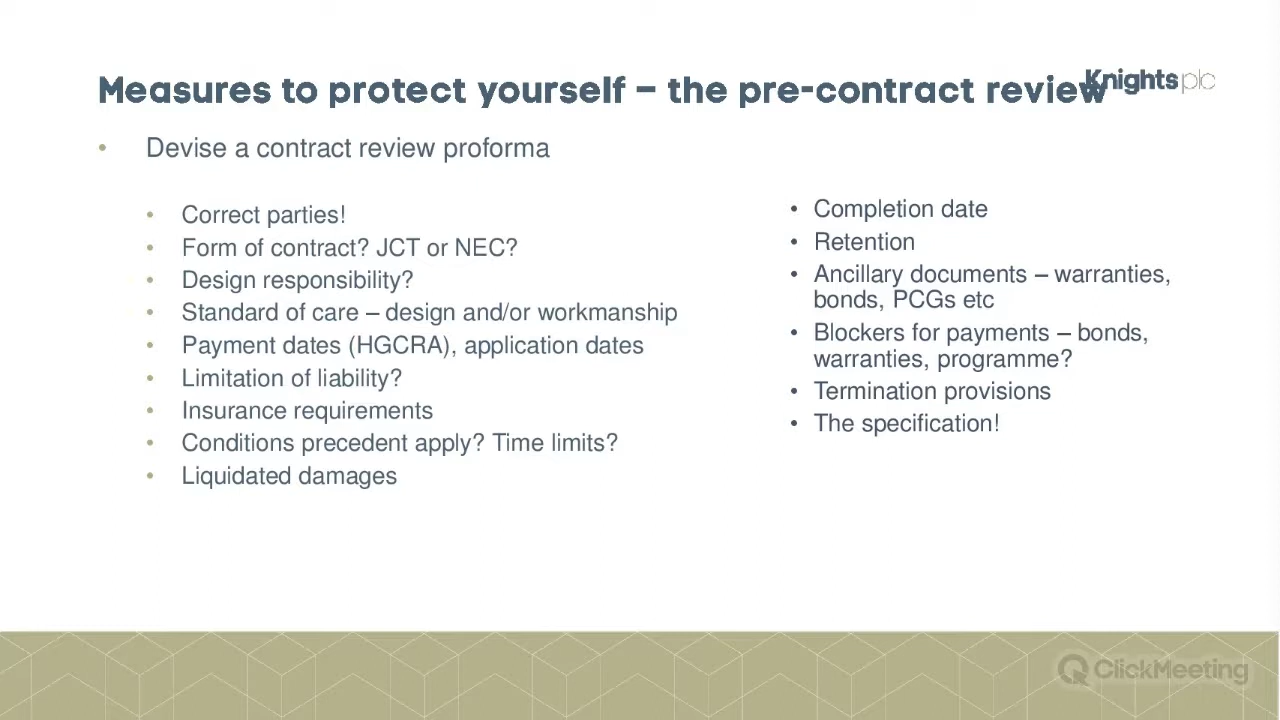 Measures to protect yourself – the pre-contract review
Knights plc
• Devise a contract review proforma
• Correct parties!
• Form of contract? JCT or NEC?
• Design responsibility?
• Standard of care – design and/or workmanship
• Payment dates (HGCRA), application dates
• Limitation of liability?
• Insurance requirements
• Conditions precedent apply? Time limits?
• Liquidated damages
• Completion date
• Retention
• Ancillary documents – warranties,
bonds, PCGs etc
• Blockers for payments – bonds,
warranties, programme?
• Termination provisions
• The specification!
ClickMeeting